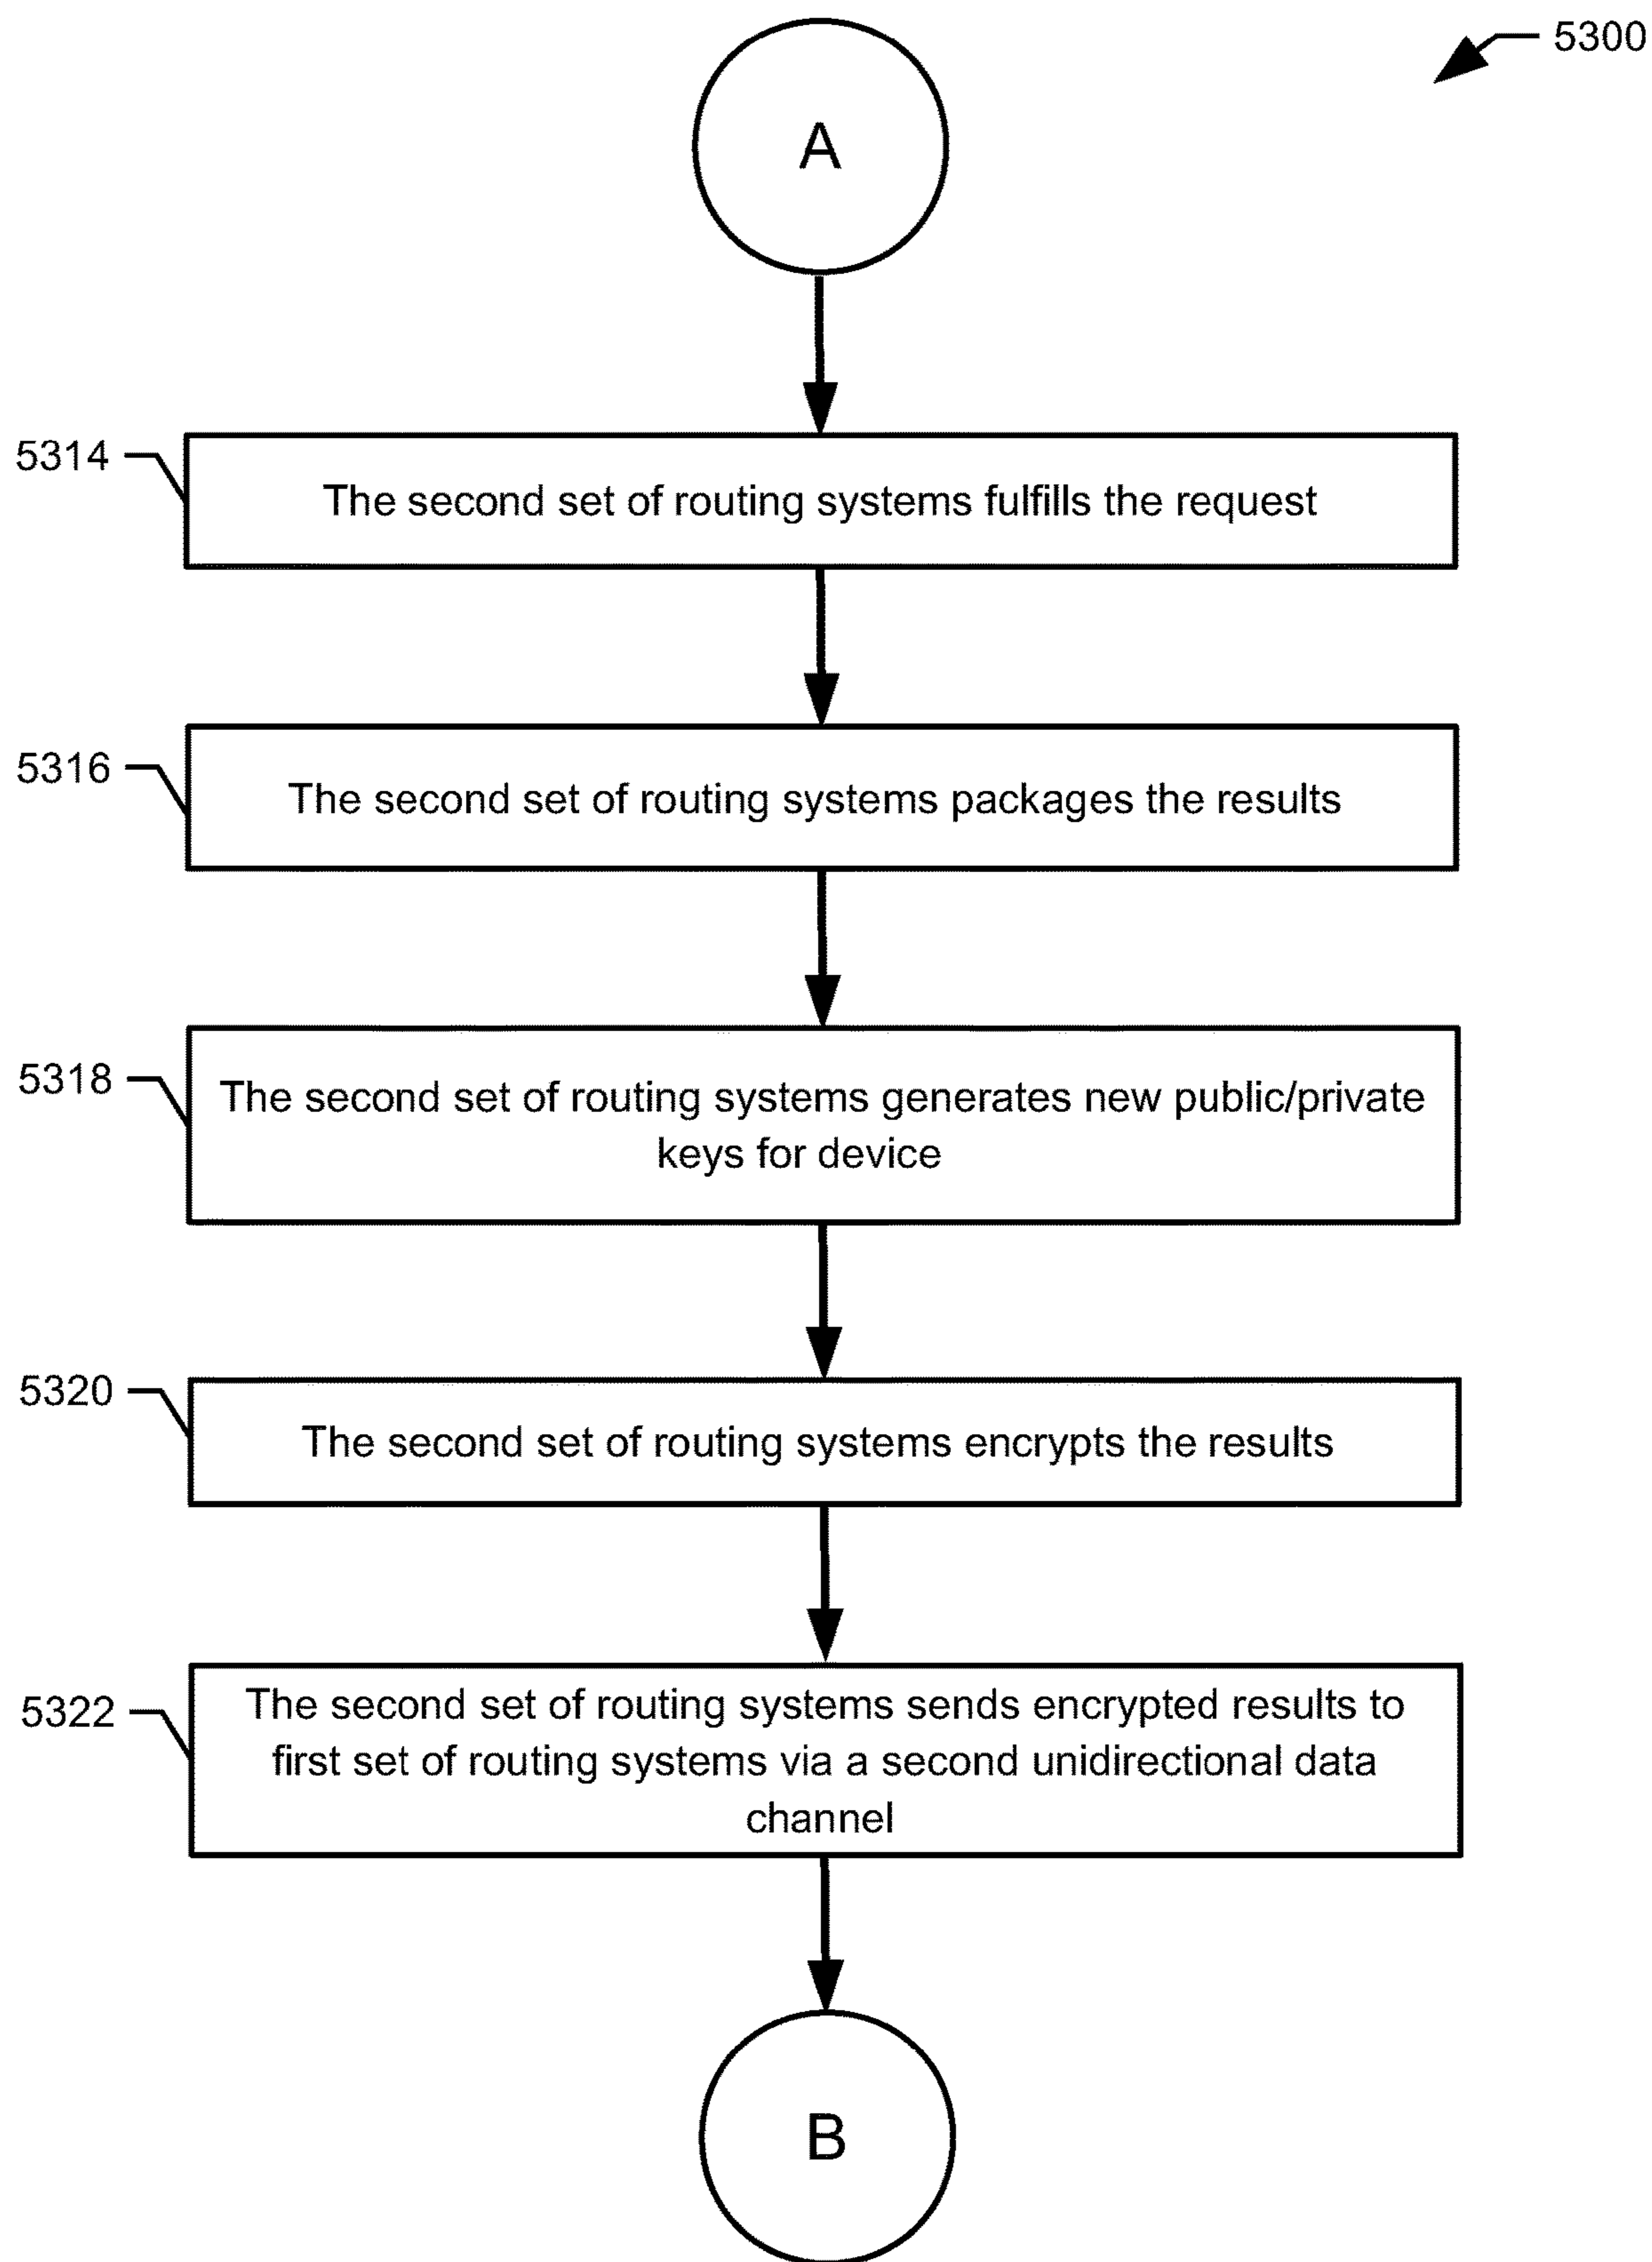 5300
A
5314
The second set of routing systems fulfills the request
5316
The second set of routing systems packages the results
5318
The second set of routing systems generates new public/private
keys for device
5320
The second set of routing systems encrypts the results
5322
The second set of routing systems sends encrypted results to
first set of routing systems via a second unidirectional data
channel
B